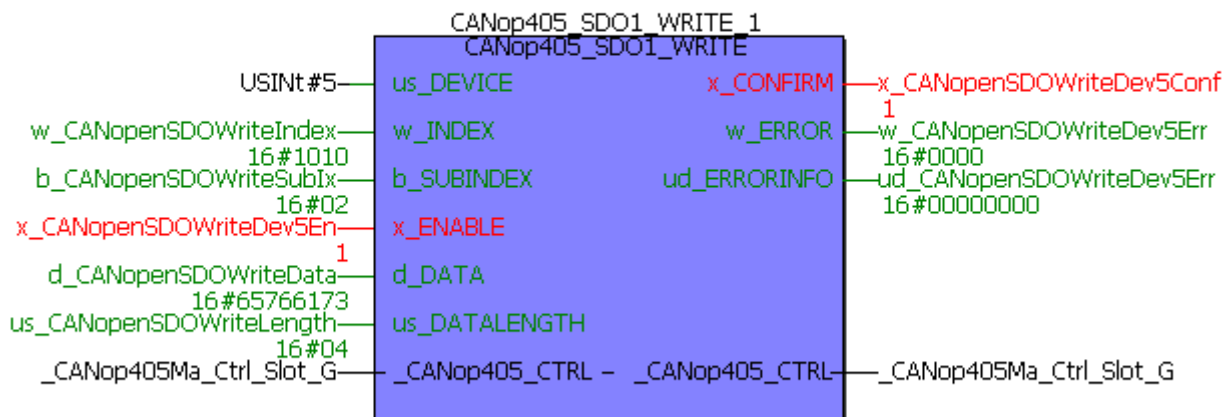 CANop405_SDO1_WRITE_1
CANop405_SDO1_WRITE
USINt#5 us_DEVICE x_CONFIRM x_CANopenSDOWriteDev5Conf
1
w_CANopenSDOWriteIndex w_INDEX w_ERROR w_CANopenSDOWriteDev5Err
16#1010 16#0000
b_CANopenSDOWriteSubIx b_SUBINDEX ud_ERRORINFO ud_CANopenSDOWriteDev5Err
16#02 16#00000000
x_CANopenSDOWriteDev5En x_ENABLE
1
d_CANopenSDOWriteData d_DATA
16#65766173
us_CANopenSDOWriteLength us_DATALENGTH
16#04
_CANop405Ma_Ctrl_Slot_G _CANop405_CTRL – _CANop405_CTRL _CANop405Ma_Ctrl_Slot_G